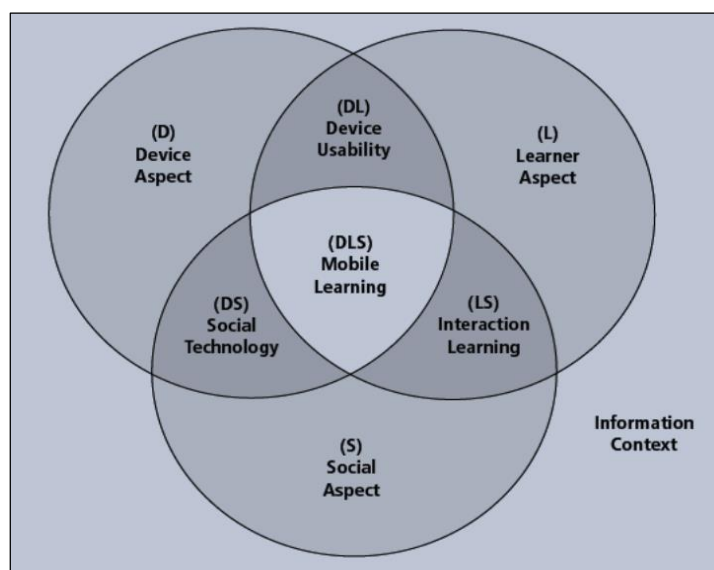 (DL)
Device
Usability
(D)
Device
Aspect
(L)
Learner
Aspect
(DLS)
Mobile
Learning
(DS)
Social
Technology
(LS)
Interaction
Learning
(S)
Social
Aspect
Information
Context